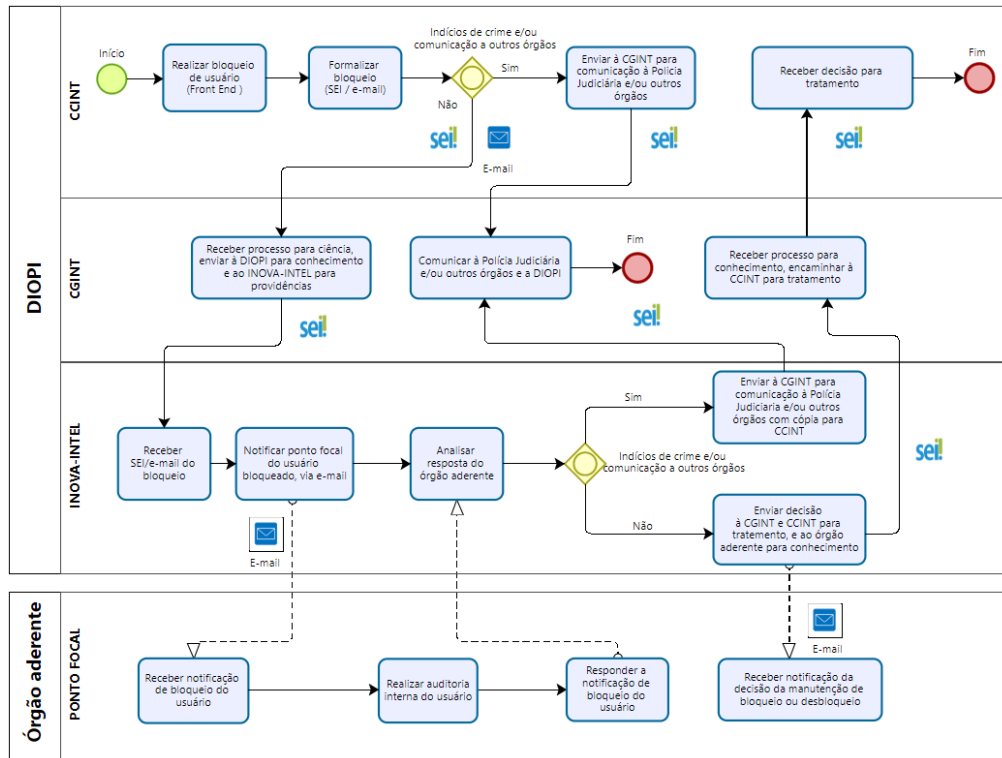 DIOPI
CCINT
Início
Realizar bloqueio
de usuário
(Front End )
Formalizar
bloqueio
(SEI / e-mail)
Indícios de crime e/ou
comunicação a outros órgãos
Sim
Não
Enviar à CGINT para
comunicação à Polícia
Judiciária e/ou outros
órgãos
Receber decisão para
tratamento
Fim
sei!
E-mail
sei!
sei!
CGINT
Receber processo para ciência,
enviar à DIOPI para conhecimento
e ao INOVA-INTEL para
providências
Comunicar à Polícia Judiciária
e/ou outros órgãos e a DIOPI
Fim
Receber processo para
conhecimento, encaminhar à
CCINT para tratamento
sei!
sei!
INOVA-INTEL
Receber
SEI/e-mail do
bloqueio
Notificar ponto focal
do usuário
bloqueado, via e-mail
Analisar
resposta do
órgão aderente
Indícios de crime e/ou
comunicação a outros órgãos
Sim
Não
Enviar à CGINT para
comunicação à Polícia
Judiciaria e/ou outros
órgãos com cópia para
CCINT
Enviar decisão
à CGINT e CCINT para
tratemento, e ao órgão
aderente para conhecimento
sei!
E-mail
Órgão aderente
PONTO FOCAL
Receber notificação
de bloqueio do
usuário
Realizar auditoria
interna do usuário
Responder a
notificação de
bloqueio do
usuário
E-mail
Receber notificação da
decisão da manutenção de
bloqueio ou desbloqueio